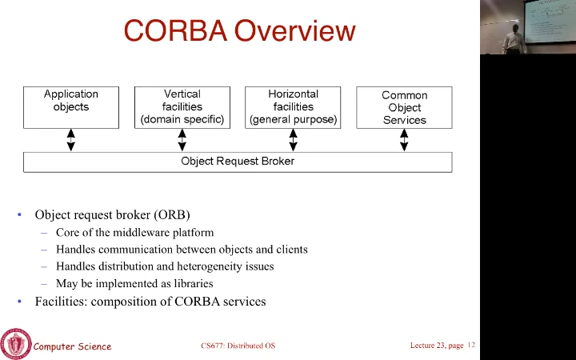 CORBA Overview
Application
objects
Vertical
facilities
(domain specific)
Horizontal
facilities
(general purpose)
Common
Object
Services
Object Request Broker
• Object request broker (ORB)
– Core of the middleware platform
– Handles communication between objects and clients
– Handles distribution and heterogeneity issues
– May be implemented as libraries
• Facilities: composition of CORBA services
Computer Science
CS677: Distributed OS
Lecture 23, page 12